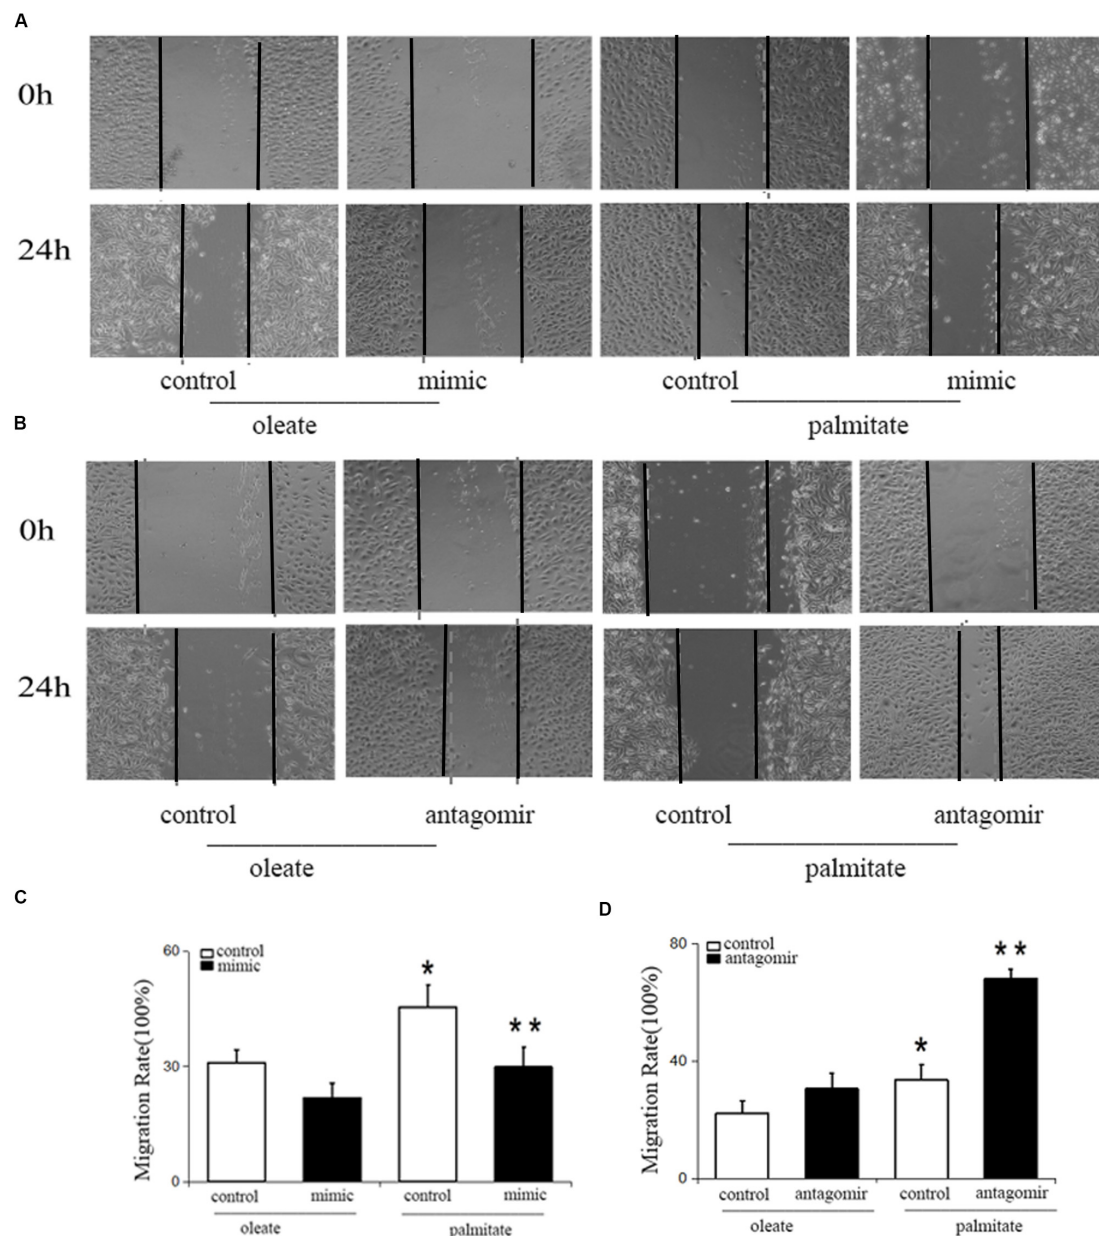 A
0h
24h
control mimic control mimic
oleate palmitate
B
0h
24h
control antagomir control antagomir
oleate palmitate
C
60
30
0
Migration Rate(100%)
control
mimic
*
* *
control mimic control mimic
oleate palmitate
D
80
40
0
Migration Rate(100%)
control
antagomir
*
* *
control antagomir control antagomir
oleate palmitate